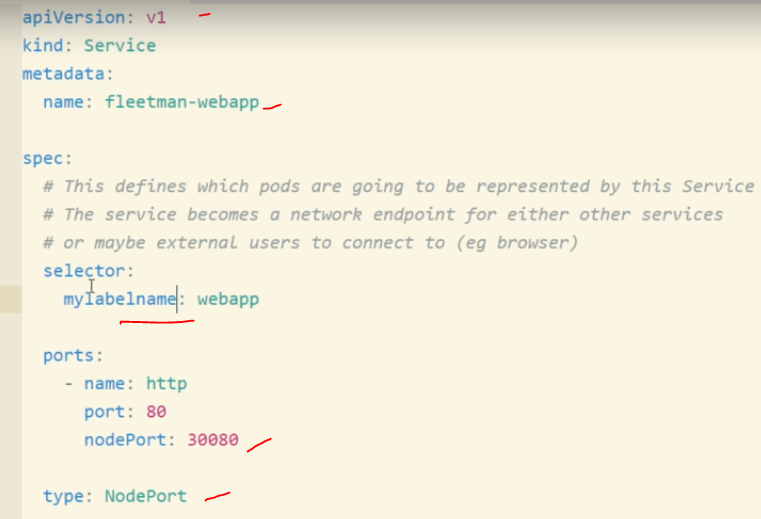 apiVersion: v1
kind: Service
metadata:
  name: fleetman-webapp
spec:
  # This defines which pods are going to be represented by this Service
  # The service becomes a network endpoint for either other services
  # or maybe external users to connect to (eg browser)
  selector:
    mylabelname: webapp
  ports:
    - name: http
      port: 80
      nodePort: 30080
  type: NodePort